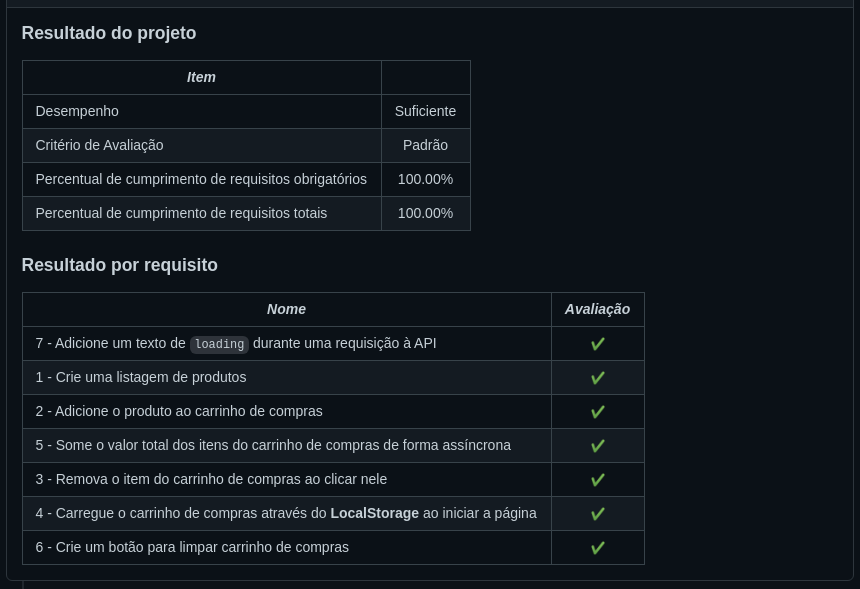 Resultado do projeto
Item
Desempenho Suficiente
Critério de Avaliação Padrão
Percentual de cumprimento de requisitos obrigatórios 100.00%
Percentual de cumprimento de requisitos totais 100.00%
Resultado por requisito
Nome Avaliação
7 - Adicione um texto de loading durante uma requisição à API ✔
1 - Crie uma listagem de produtos ✔
2 - Adicione o produto ao carrinho de compras ✔
5 - Some o valor total dos itens do carrinho de compras de forma assíncrona ✔
3 - Remova o item do carrinho de compras ao clicar nele ✔
4 - Carregue o carrinho de compras através do LocalStorage ao iniciar a página ✔
6 - Crie um botão para limpar carrinho de compras ✔